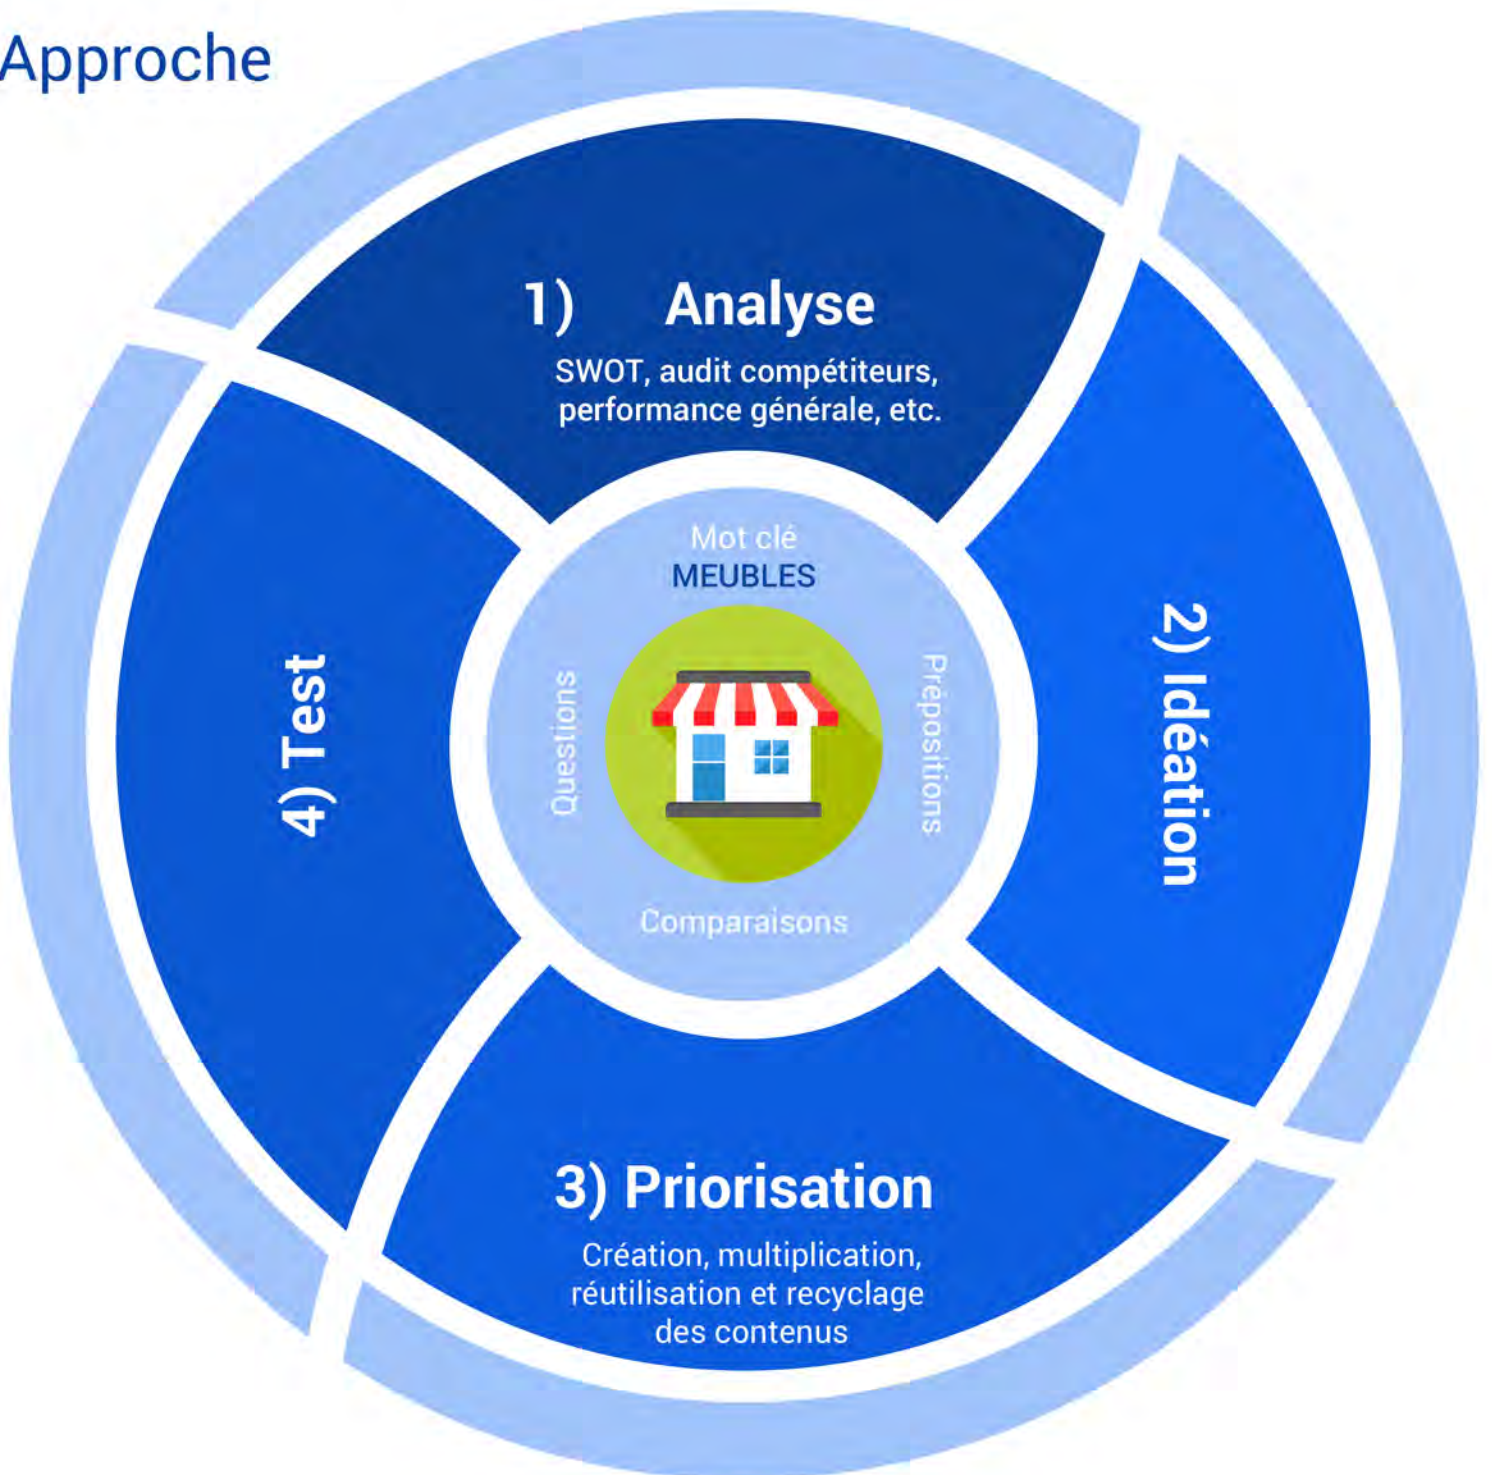 Approche
1) Analyse
SWOT, audit compétiteurs,
performance générale, etc.
2) Idéation
3) Priorisation
Création, multiplication,
réutilisation et recyclage
des contenus
4) Test
Mot clé
MEUBLES
Prépositions
Comparaisons
Questions